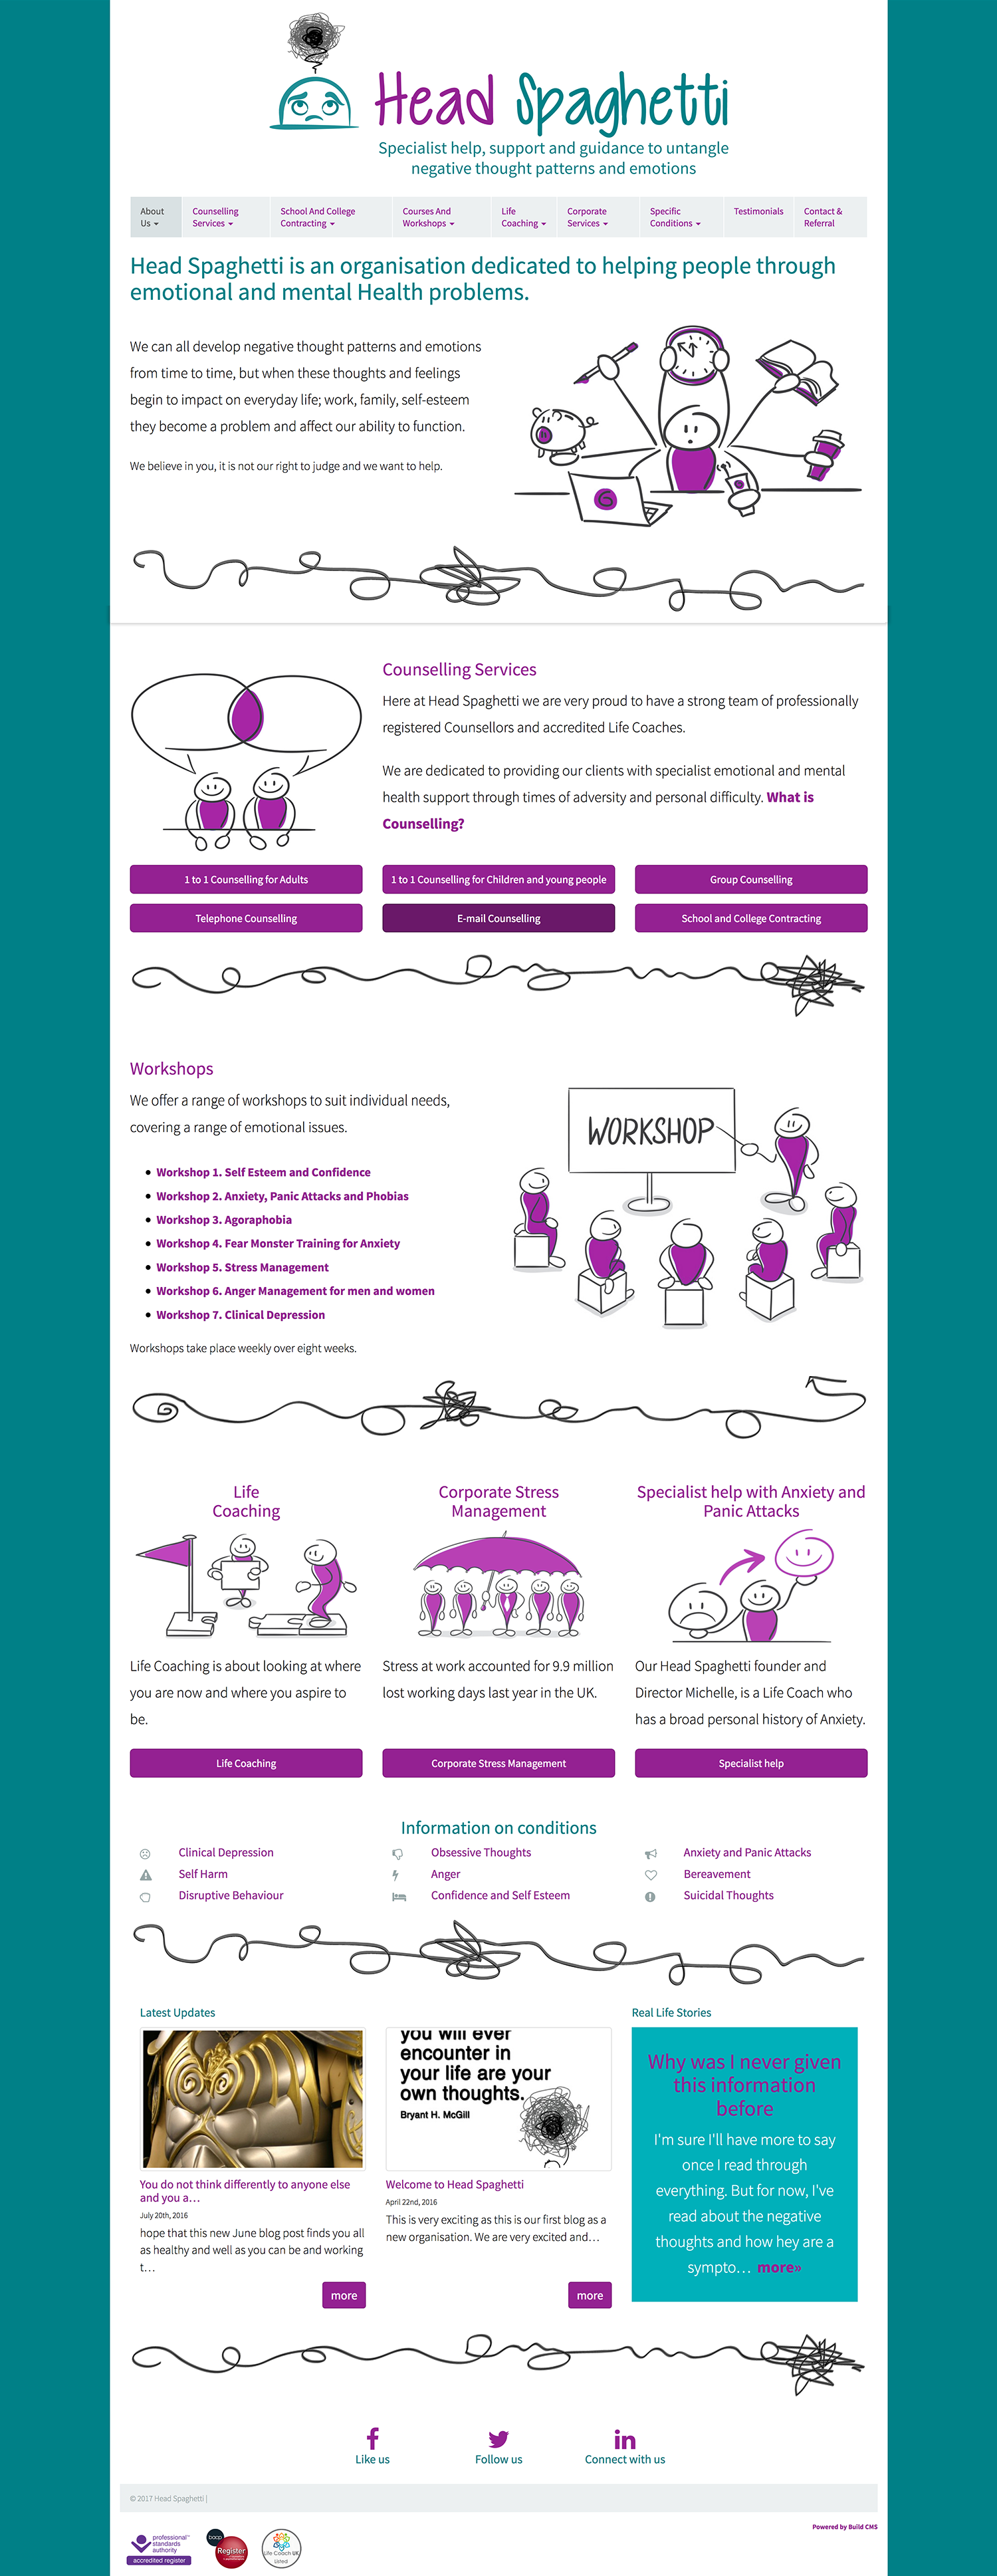 Head Spaghetti
Specialist help, support and guidance to untangle
negative thought patterns and emotions
About
Us
Counselling
Services
School And College
Contracting
Courses And
Workshops
Life
Coaching
Corporate
Services
Specific
Conditions
Testimonials
Contact &
Referral
Head Spaghetti is an organisation dedicated to helping people through
emotional and mental Health problems.
We can all develop negative thought patterns and emotions
from time to time, but when these thoughts and feelings
begin to impact on everyday life; work, family, self-esteem
they become a problem and affect our ability to function.
We believe in you, it is not our right to judge and we want to help.
Counselling Services
Here at Head Spaghetti we are very proud to have a strong team of professionally
registered Counsellors and accredited Life Coaches.
We are dedicated to providing our clients with specialist emotional and mental
health support through times of adversity and personal difficulty. What is
Counselling?
1 to 1 Counselling for Adults
1 to 1 Counselling for Children and young people
Group Counselling
Telephone Counselling
E-mail Counselling
School and College Contracting
Workshops
We offer a range of workshops to suit individual needs,
covering a range of emotional issues.
Workshop 1. Self Esteem and Confidence
Workshop 2. Anxiety, Panic Attacks and Phobias
Workshop 3. Agoraphobia
Workshop 4. Fear Monster Training for Anxiety
Workshop 5. Stress Management
Workshop 6. Anger Management for men and women
Workshop 7. Clinical Depression
Workshops take place weekly over eight weeks.
WORKSHOP
Life
Coaching
Life Coaching is about looking at where
you are now and where you aspire to
be.
Life Coaching
Corporate Stress
Management
Stress at work accounted for 9.9 million
lost working days last year in the UK.
Corporate Stress Management
Specialist help with Anxiety and
Panic Attacks
Our Head Spaghetti founder and
Director Michelle, is a Life Coach who
has a broad personal history of Anxiety.
Specialist help
Information on conditions
Clinical Depression
Obsessive Thoughts
Anxiety and Panic Attacks
Self Harm
Anger
Bereavement
Disruptive Behaviour
Confidence and Self Esteem
Suicidal Thoughts
Latest Updates
You do not think differently to anyone else
and you a…
July 20th, 2016
hope that this new June blog post finds you all
as healthy and well as you can be and working
t…
more
you will ever
encounter in
your life are your
own thoughts.
Bryant H. McGill
Welcome to Head Spaghetti
April 22nd, 2016
This is very exciting as this is our first blog as a
new organisation. We are very excited and…
more
Real Life Stories
Why was I never given
this information
before
I'm sure I'll have more to say
once I read through
everything. But for now, I've
read about the negative
thoughts and how hey are a
sympto… more»
Like us
Follow us
Connect with us
© 2017 Head Spaghetti |
Powered by Build CMS
professional
standards
authority
accredited register
bacp
Register
Life Coach UK
Listed